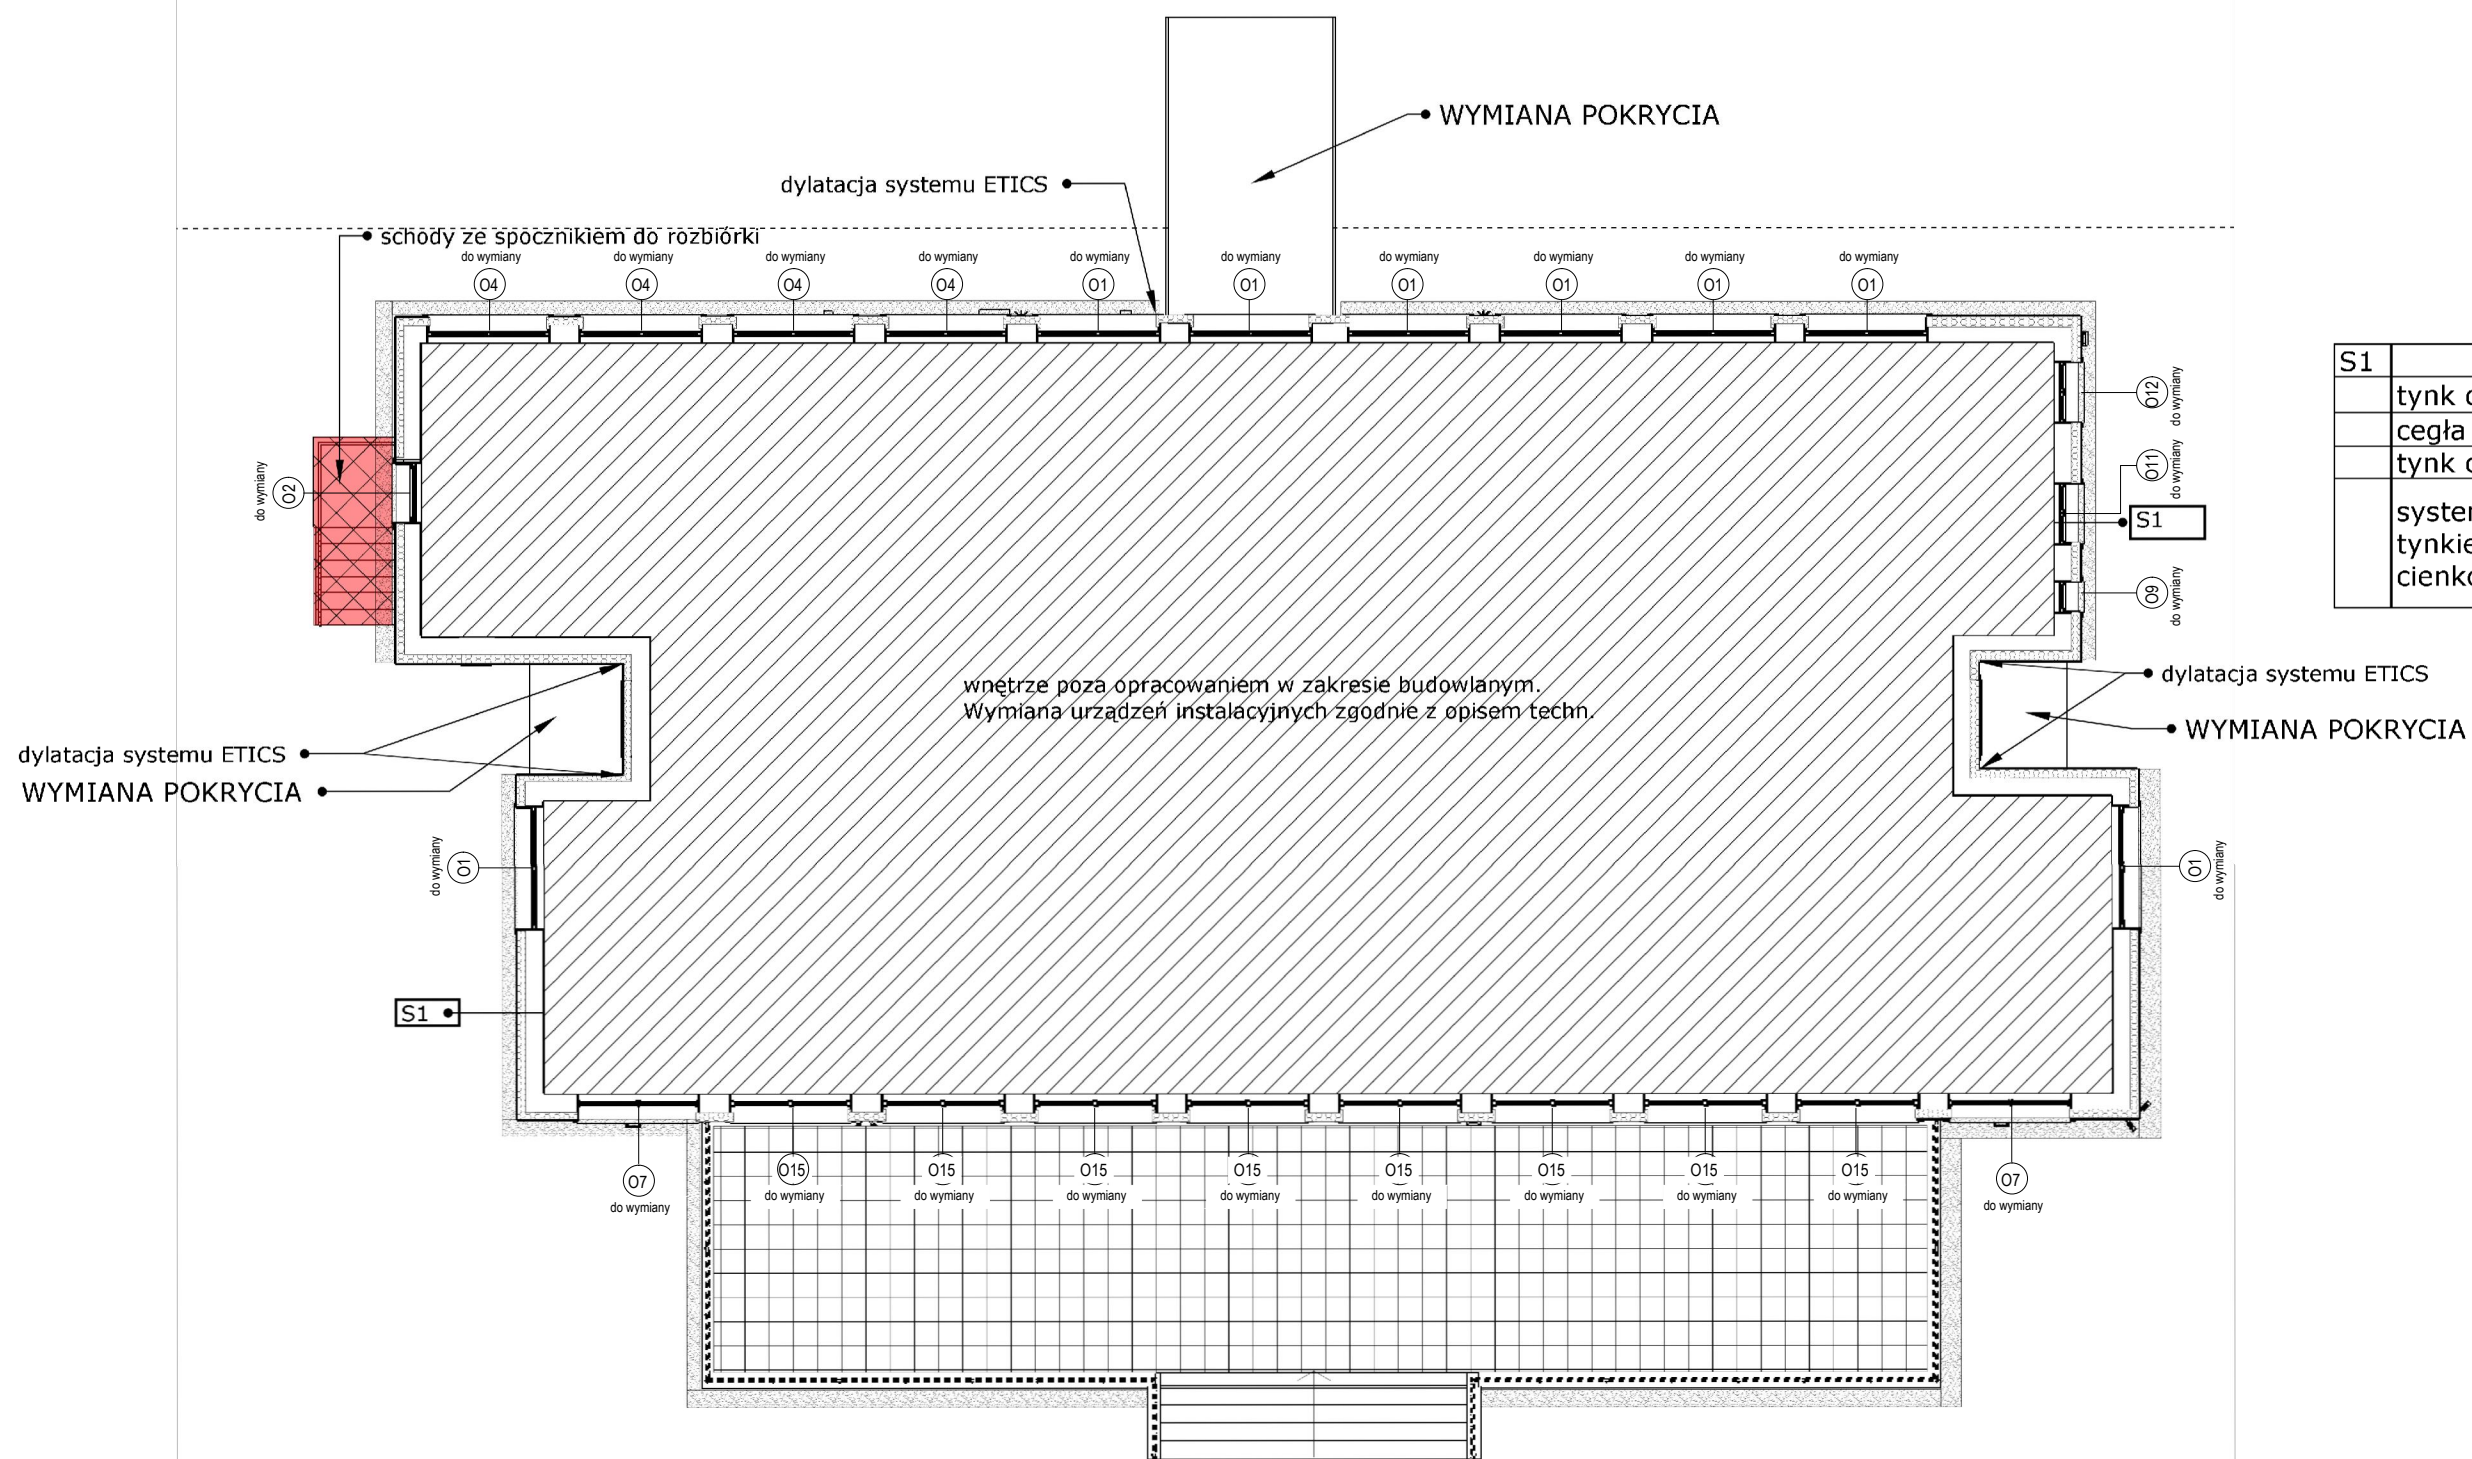 WYMIANA POKRYCIA
dylatacja systemu ETICS
schody ze spocznikiem do rozbiórki
do wymiany do wymiany do wymiany do wymiany do wymiany do wymiany do wymiany do wymiany do wymiany do wymiany
O4 O4 O4 O4 O1 O1 O1 O1 O1 O1
do wymiany
O2
O12
do wymiany
O11
do wymiany
S1
O9
do wymiany
S1
tynk
cegła
tynk
wnętrze poza opracowaniem w zakresie budowlanym.
Wymiana urządzeń instalacyjnych zgodnie z opisem techn.
dylatacja systemu ETICS
WYMIANA POKRYCIA
dylatacja systemu ETICS
WYMIANA POKRYCIA
do wymiany
O1
O1
do wymiany
S1
O7 O15 O15 O15 O15 O15 O15 O15 O15 O7
do wymiany do wymiany do wymiany do wymiany do wymiany do wymiany do wymiany do wymiany do wymiany do wymiany